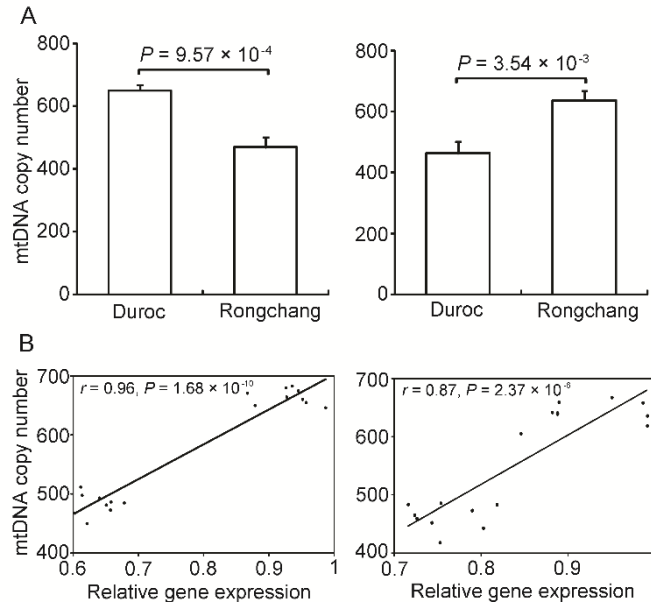 A
mtDNA copy number
800
600
400
200
0
P = 9.57 × 10⁻⁴
Duroc
Rongchang
800
600
400
200
0
P = 3.54 × 10⁻³
Duroc
Rongchang
B
mtDNA copy number
700
600
500
400
r = 0.96, P = 1.68 × 10⁻¹⁰
0.6 0.7 0.8 0.9 1
Relative gene expression
700
600
500
400
r = 0.87, P = 2.37 × 10⁻⁶
0.7 0.8 0.9
Relative gene expression